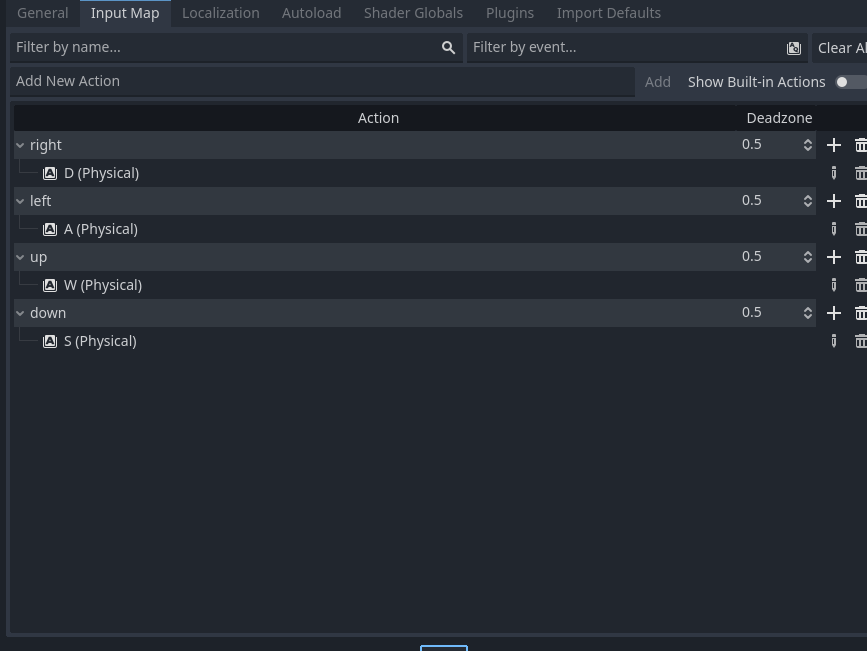 General Input Map Localization Autoload Shader Globals Plugins Import Defaults
Filter by name... Filter by event... Clear Al
Add New Action Add Show Built-in Actions
Action Deadzone
right 0.5
D (Physical)
left 0.5
A (Physical)
up 0.5
W (Physical)
down 0.5
S (Physical)